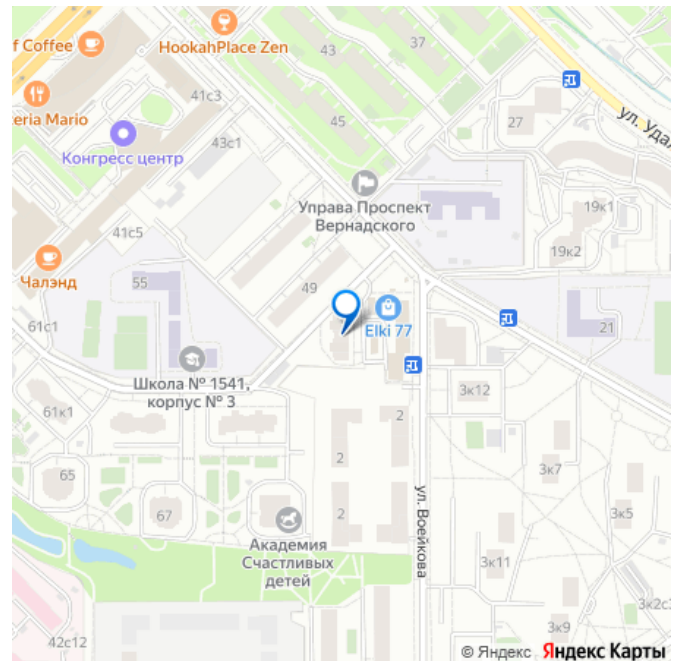 f Coffee
HookahPlace Zen
43
37
41с3
teria Mario
45
27
ул. Удал
Конгресс центр
43с1
Управа Проспект
Вернадского
19к1
41с5
19к2
Чалэнд
55
49
61с1
Elki 77
21
Школа № 1541,
корпус № 3
3к12
61к1
2
65
2
3к7
67
2
3к5
ул. Воейкова
Академия
Счастливых
детей
3к11
3к2с
3к9
42с12
© Яндекс Яндекс Карты